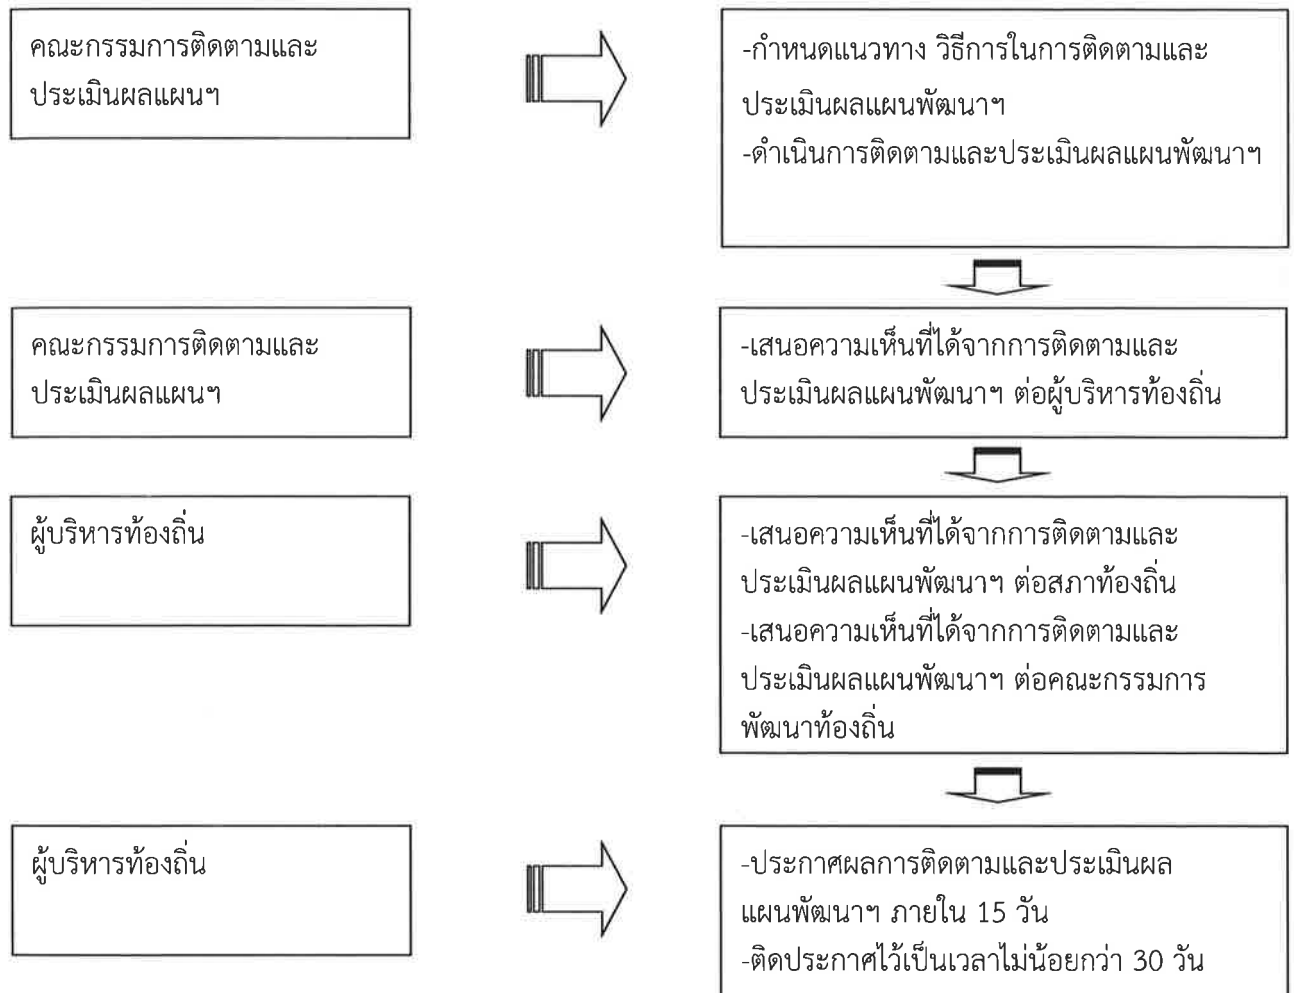 คณะกรรมการติดตามและ
ประเมินผลแผนฯ
-กำหนดแนวทาง วิธีการในการติดตามและ
ประเมินผลแผนพัฒนาฯ
-ดำเนินการติดตามและประเมินผลแผนพัฒนาฯ
คณะกรรมการติดตามและ
ประเมินผลแผนฯ
-เสนอความเห็นที่ได้จากการติดตามและ
ประเมินผลแผนพัฒนาฯ ต่อผู้บริหารท้องถิ่น
ผู้บริหารท้องถิ่น
-เสนอความเห็นที่ได้จากการติดตามและ
ประเมินผลแผนพัฒนาฯ ต่อสภาท้องถิ่น
-เสนอความเห็นที่ได้จากการติดตามและ
ประเมินผลแผนพัฒนาฯ ต่อคณะกรรมการ
พัฒนาท้องถิ่น
ผู้บริหารท้องถิ่น
-ประกาศผลการติดตามและประเมินผล
แผนพัฒนาฯ ภายใน 15 วัน
-ติดประกาศไว้เป็นเวลาไม่น้อยกว่า 30 วัน